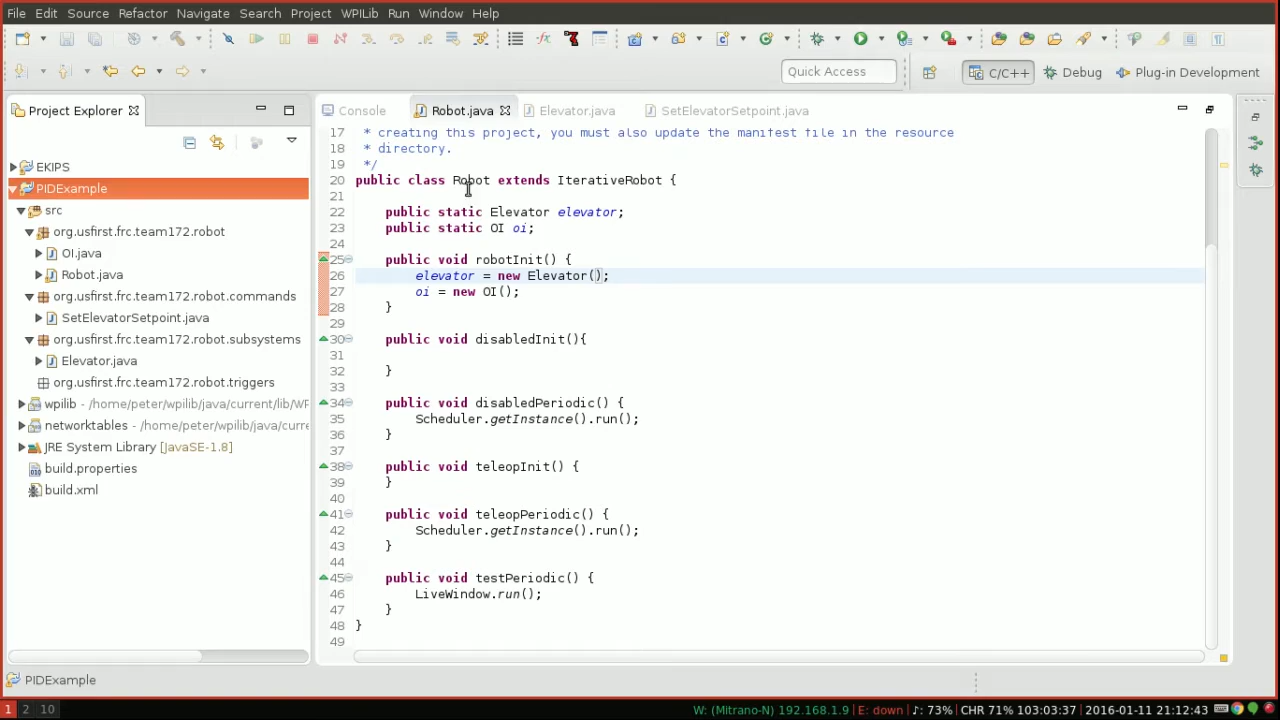 File Edit Source Refactor Navigate Search Project WPILib Run Window Help
Quick Access
C/C++ Debug Plug-in Development
Project Explorer
Console Robot.java Elevator.java SetElevatorSetpoint.java
EKIPS
PIDExample
src
org.usfirst.frc.team172.robot
OI.java
Robot.java
org.usfirst.frc.team172.robot.commands
SetElevatorSetpoint.java
org.usfirst.frc.team172.robot.subsystems
Elevator.java
org.usfirst.frc.team172.robot.triggers
wpilib - /home/peter/wpilib/java/current/lib/WP
networktables - /home/peter/wpilib/java/curre
JRE System Library [JavaSE-1.8]
build.properties
build.xml
17 * creating this project, you must also update the manifest file in the resource
18 * directory.
19 */
20 public class Robot extends IterativeRobot {
21
22 public static Elevator elevator;
23 public static OI oi;
24
25 public void robotInit() {
26 elevator = new Elevator();
27 oi = new OI();
28 }
29
30 public void disabledInit(){
31
32 }
33
34 public void disabledPeriodic() {
35 Scheduler.getInstance().run();
36 }
37
38 public void teleopInit() {
39 }
40
41 public void teleopPeriodic() {
42 Scheduler.getInstance().run();
43 }
44
45 public void testPeriodic() {
46 LiveWindow.run();
47 }
48 }
49
PIDExample
1 2 10 W: (Mitrano-N) 192.168.1.9 | E: down | ♪: 73% | CHR 71% 103:03:37 | 2016-01-11 21:12:43